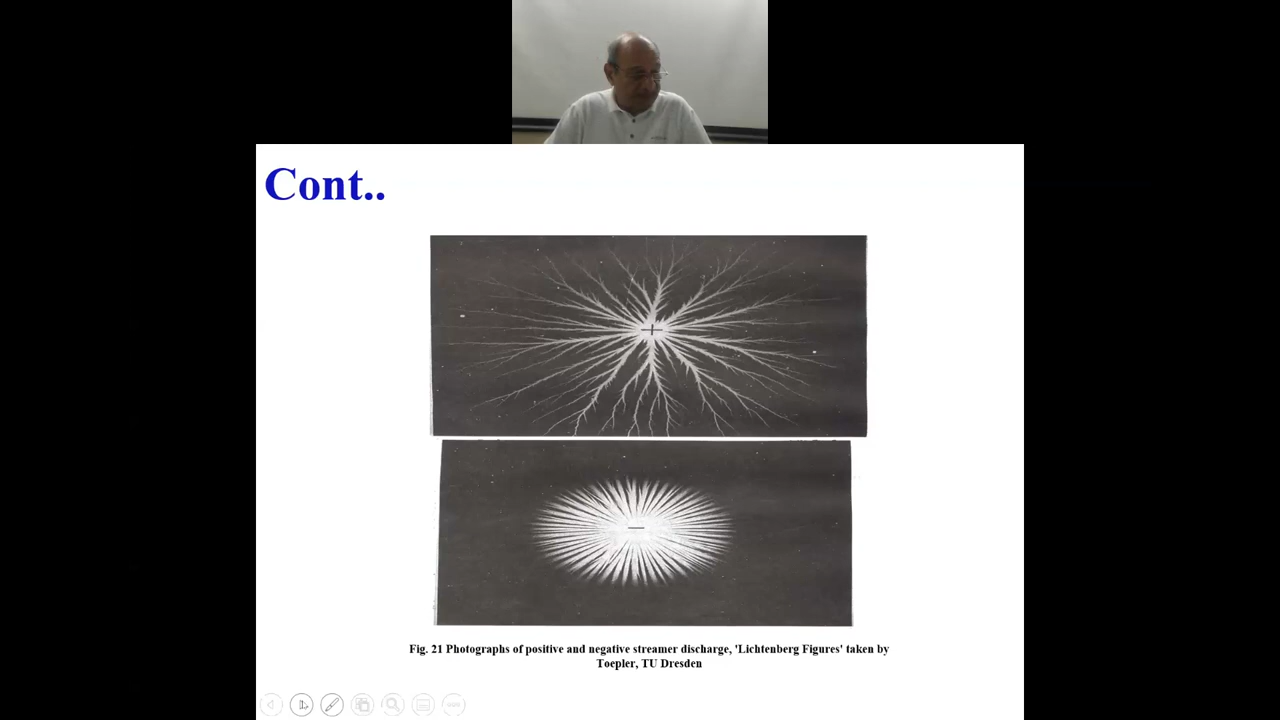 Cont..
+
−
Fig. 21 Photographs of positive and negative streamer discharge, 'Lichtenberg Figures' taken by
Toepler, TU Dresden